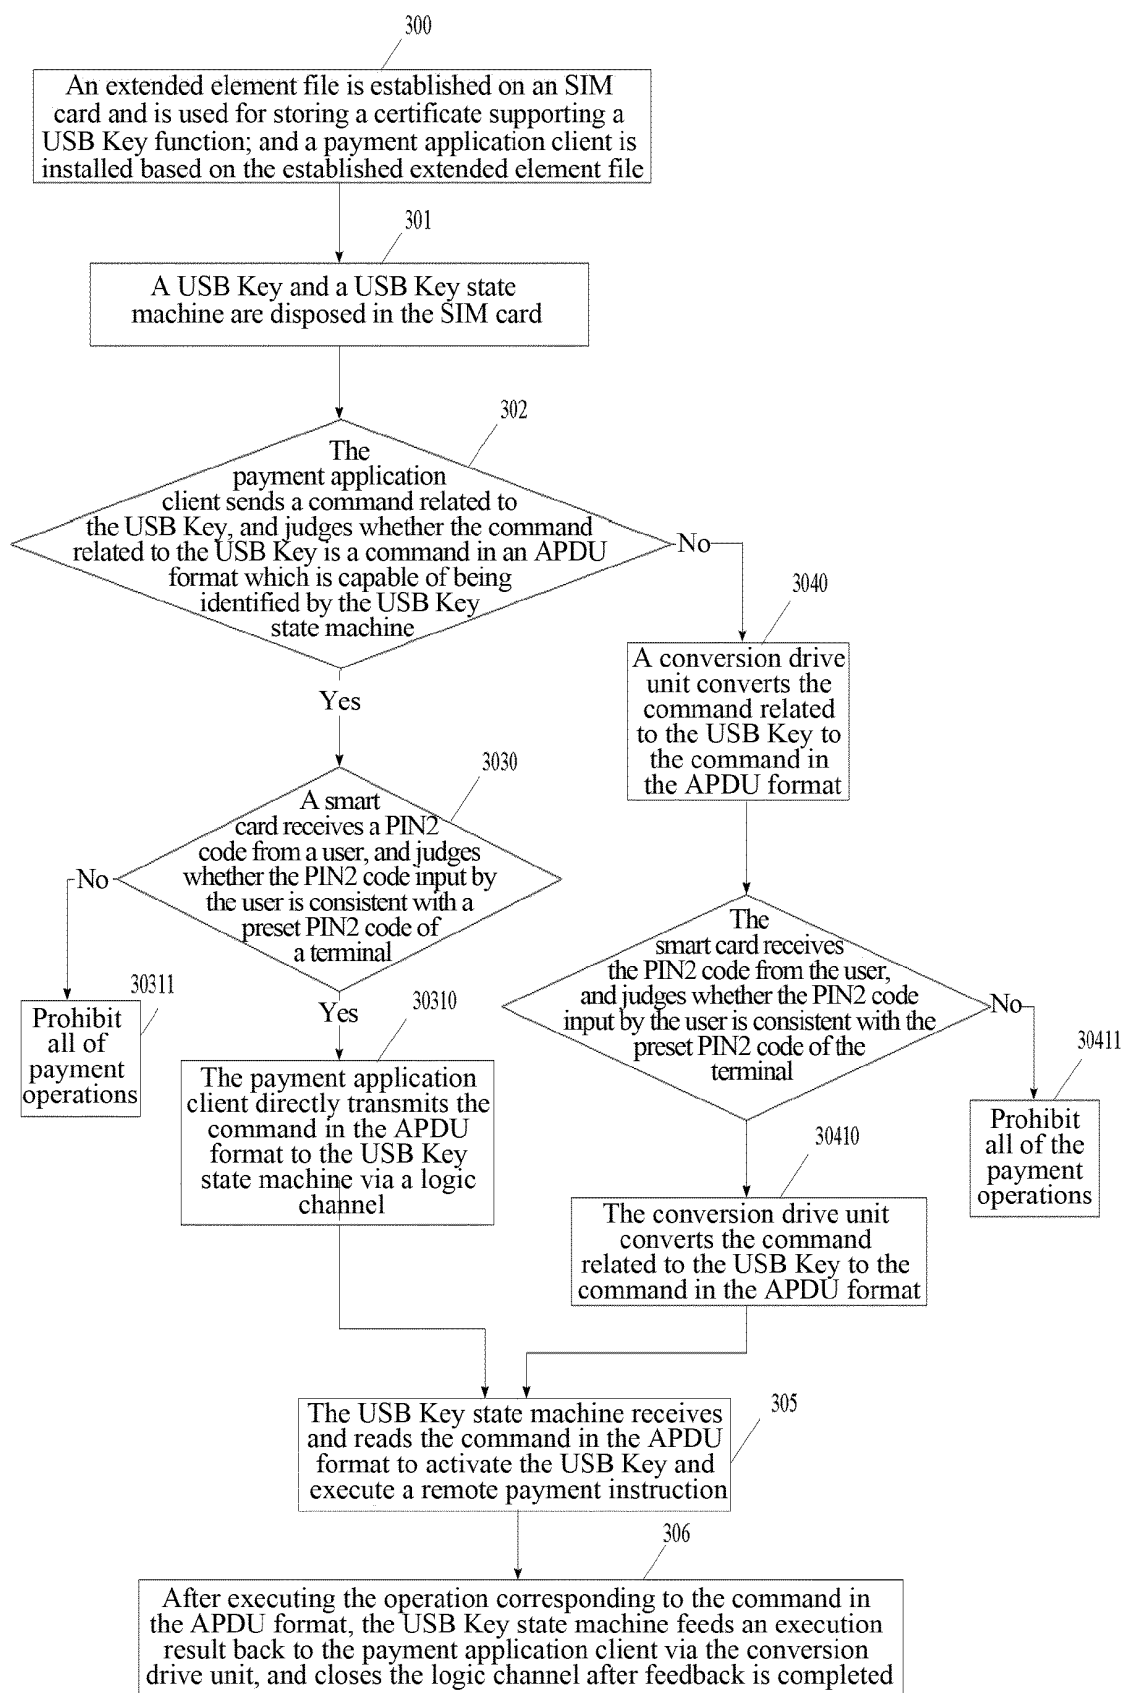 300
An extended element file is established on an SIM
card and is used for storing a certificate supporting a
USB Key function; and a payment application client is
installed based on the established extended element file
301
A USB Key and a USB Key state
machine are disposed in the SIM card
302
The
payment application
client sends a command related to
the USB Key, and judges whether the command
related to the USB Key is a command in an APDU
format which is capable of being
identified by the USB Key
state machine
No
Yes
3040
A conversion drive
unit converts the
command related
to the USB Key to
the command in
the APDU format
3030
A smart
card receives a PIN2
code from a user, and judges
whether the PIN2 code input by
the user is consistent with a
preset PIN2 code of
a terminal
No
Yes
30311
Prohibit
all of
payment
operations
30310
The payment application
client directly transmits the
command in the APDU
format to the USB Key
state machine via a logic
channel
The
smart card receives
the PIN2 code from the user,
and judges whether the PIN2 code
input by the user is consistent with the
preset PIN2 code of the
terminal
No
30411
Prohibit
all of the
payment
operations
30410
The conversion drive unit
converts the command
related to the USB Key to the
command in the APDU format
305
The USB Key state machine receives
and reads the command in the APDU
format to activate the USB Key and
execute a remote payment instruction
306
After executing the operation corresponding to the command in
the APDU format, the USB Key state machine feeds an execution
result back to the payment application client via the conversion
drive unit, and closes the logic channel after feedback is completed